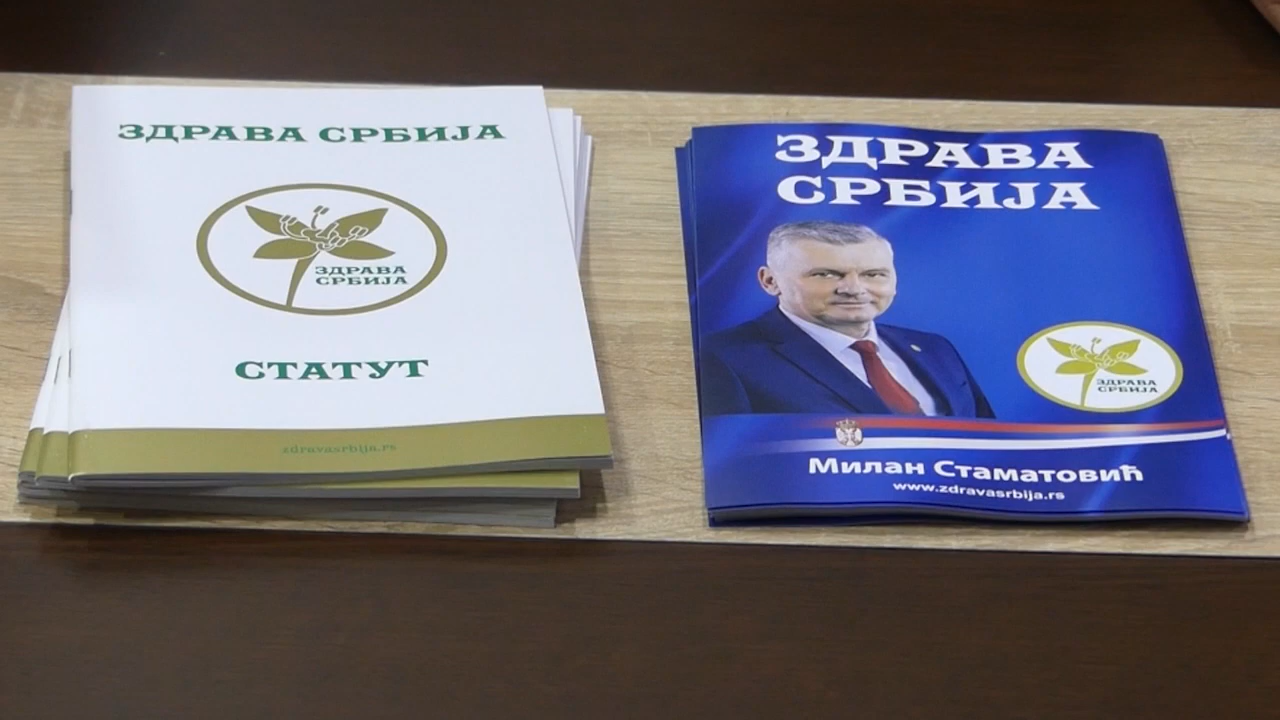 ЗДРАВА СРБИЈА
ЗДРАВА
СРБИЈА
СТАТУТ
zdravasrbija.rs
ЗДРАВА
СРБИЈА
ЗДРАВА
СРБИЈА
Милан Стаматовић
www.zdravasrbija.rs